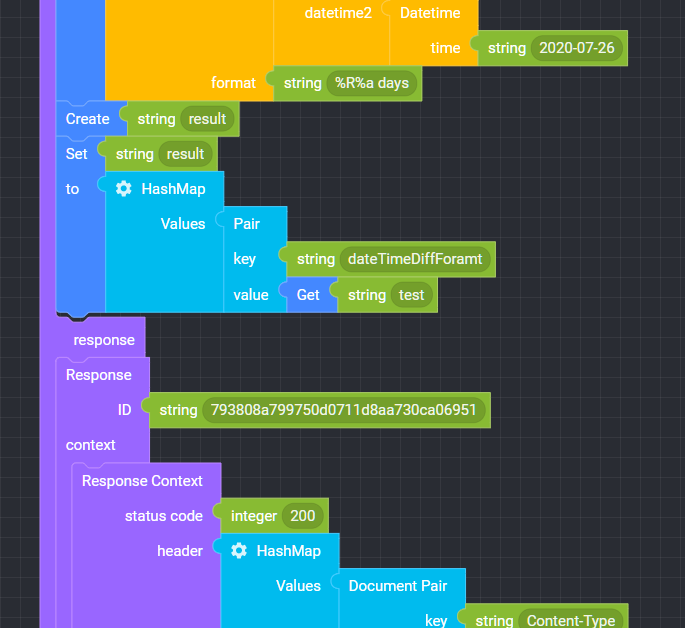 datetime2 Datetime
time string 2020-07-26
format string %R%a days
Create string result
Set string result
to HashMap
Values Pair
key string dateTimeDiffForamt
value Get string test
response
Response
ID string 793808a799750d0711d8aa730ca06951
context
Response Context
status code integer 200
header HashMap
Values Document Pair
key string Content-Type